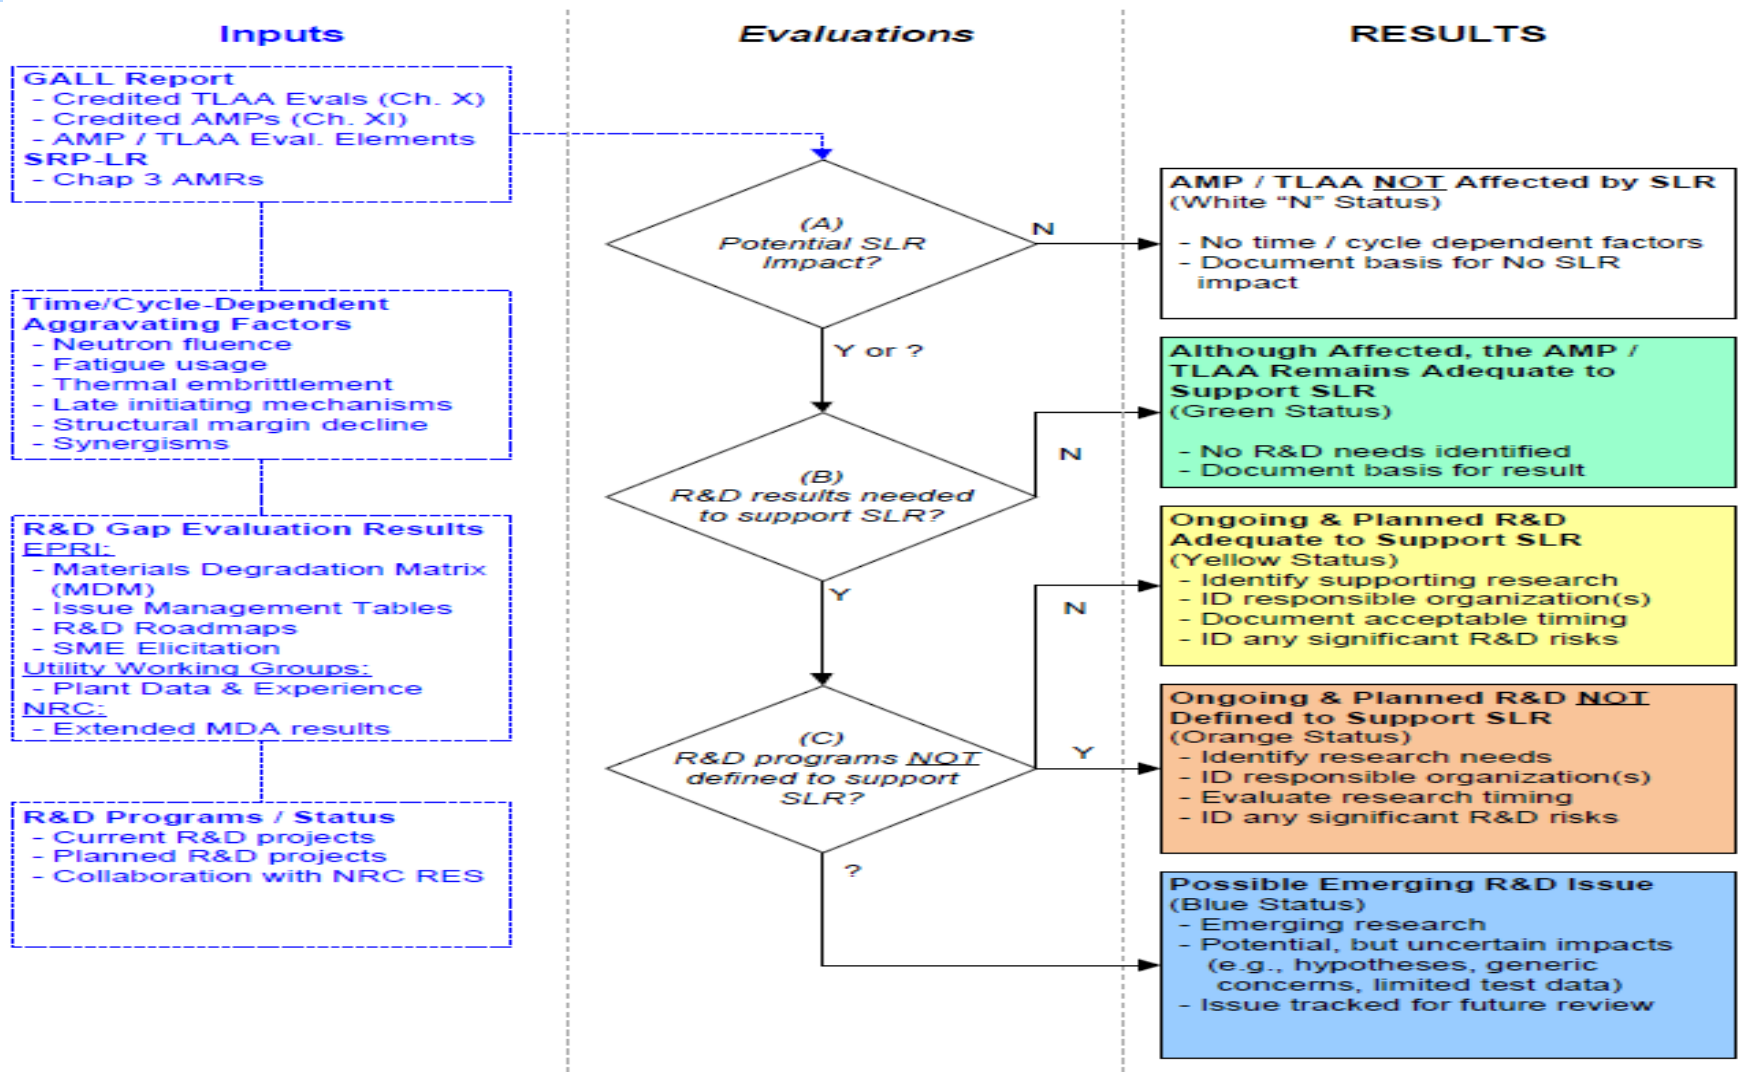 Inputs
GALL Report
- Credited TLAA Evals (Ch. X)
- Credited AMPs (Ch. XI)
- AMP / TLAA Eval. Elements
SRP-LR
- Chap 3 AMRs
Time/Cycle-Dependent
Aggravating Factors
- Neutron fluence
- Fatigue usage
- Thermal embrittlement
- Late initiating mechanisms
- Structural margin decline
- Synergisms
R&D Gap Evaluation Results
EPRI:
- Materials Degradation Matrix
(MDM)
- Issue Management Tables
- R&D Roadmaps
- SME Elicitation
Utility Working Groups:
- Plant Data & Experience
NRC:
- Extended MDA results
R&D Programs / Status
- Current R&D projects
- Planned R&D projects
- Collaboration with NRC RES
Evaluations
(A)
Potential SLR
Impact?
N
Y or ?
(B)
R&D results needed
to support SLR?
N
Y
(C)
R&D programs NOT
defined to support
SLR?
N
Y
?
RESULTS
AMP / TLAA NOT Affected by SLR
(White “N” Status)
- No time / cycle dependent factors
- Document basis for No SLR
impact
Although Affected, the AMP /
TLAA Remains Adequate to
Support SLR
(Green Status)
- No R&D needs identified
- Document basis for result
Ongoing & Planned R&D
Adequate to Support SLR
(Yellow Status)
- Identify supporting research
- ID responsible organization(s)
- Document acceptable timing
- ID any significant R&D risks
Ongoing & Planned R&D NOT
Defined to Support SLR
(Orange Status)
- Identify research needs
- ID responsible organization(s)
- Evaluate research timing
- ID any significant R&D risks
Possible Emerging R&D Issue
(Blue Status)
- Emerging research
- Potential, but uncertain impacts
(e.g., hypotheses, generic
concerns, limited test data)
- Issue tracked for future review